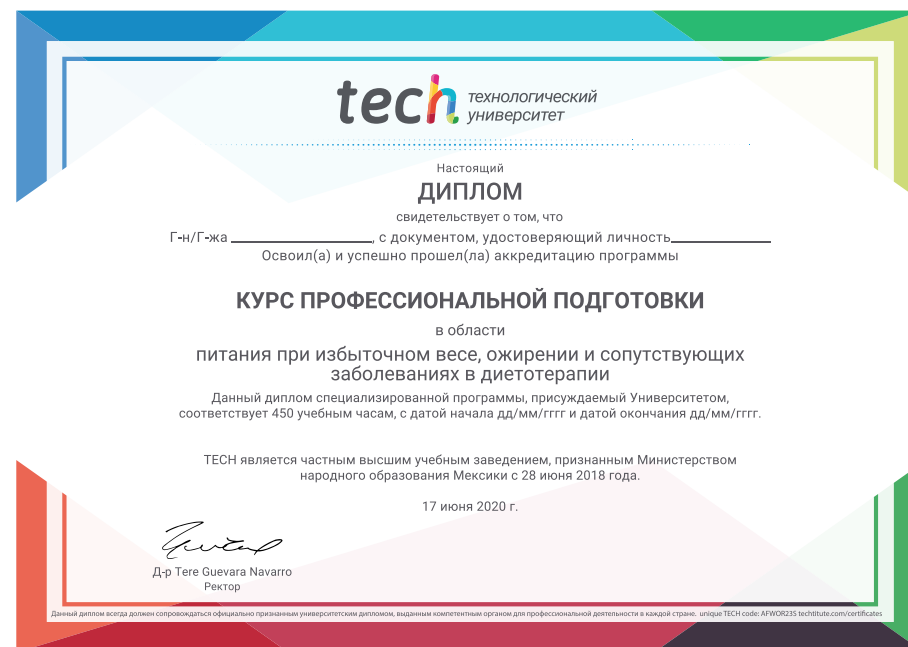 tech технологический
университет
Настоящий
ДИПЛОМ
свидетельствует о том, что
Г-н/Г-жа ____________________, с документом, удостоверяющий личность______________
Освоил(а) и успешно прошел(ла) аккредитацию программы
КУРС ПРОФЕССИОНАЛЬНОЙ ПОДГОТОВКИ
в области
питания при избыточном весе, ожирении и сопутствующих
заболеваниях в диетотерапии
Данный диплом специализированной программы, присуждаемый Университетом,
соответствует 450 учебным часам, с датой начала дд/мм/гггг и датой окончания дд/мм/гггг.
TECH является частным высшим учебным заведением, признанным Министерством
народного образования Мексики с 28 июня 2018 года.
17 июня 2020 г.
Д-р Tere Guevara Navarro
Ректор
Данный диплом всегда должен сопровождаться официально признанным университетским дипломом, выданным компетентным органом для профессиональной деятельности в каждой стране. unique TECH code: AFWOR23S techtitute.com/certificates